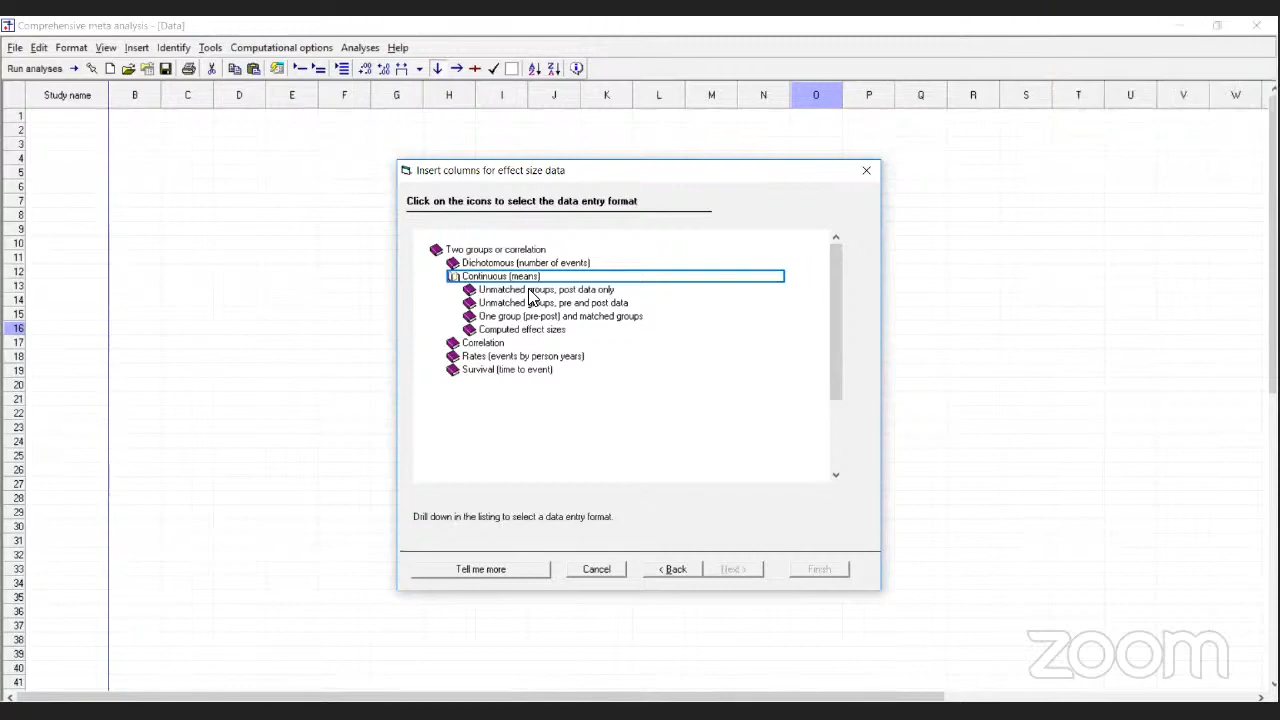 Comprehensive meta analysis - [Data]
File Edit Format View Insert Identify Tools Computational options Analyses Help
Run analyses
Study name B C D E F G H I J K L M N O P Q R S T U V W
1
2
3
4
5
6
7
8
9
10
11
12
13
14
15
16
17
18
19
20
21
22
23
24
25
26
27
28
29
30
31
32
33
34
35
36
37
38
39
40
41
Insert columns for effect size data
Click on the icons to select the data entry format
Two groups or correlation
Dichotomous (number of events)
Continuous (means)
Unmatched groups, post data only
Unmatched groups, pre and post data
One group (pre-post) and matched groups
Computed effect sizes
Correlation
Rates (events by person years)
Survival (time to event)
Drill down in the listing to select a data entry format.
Tell me more Cancel < Back Next > Finish
zoom